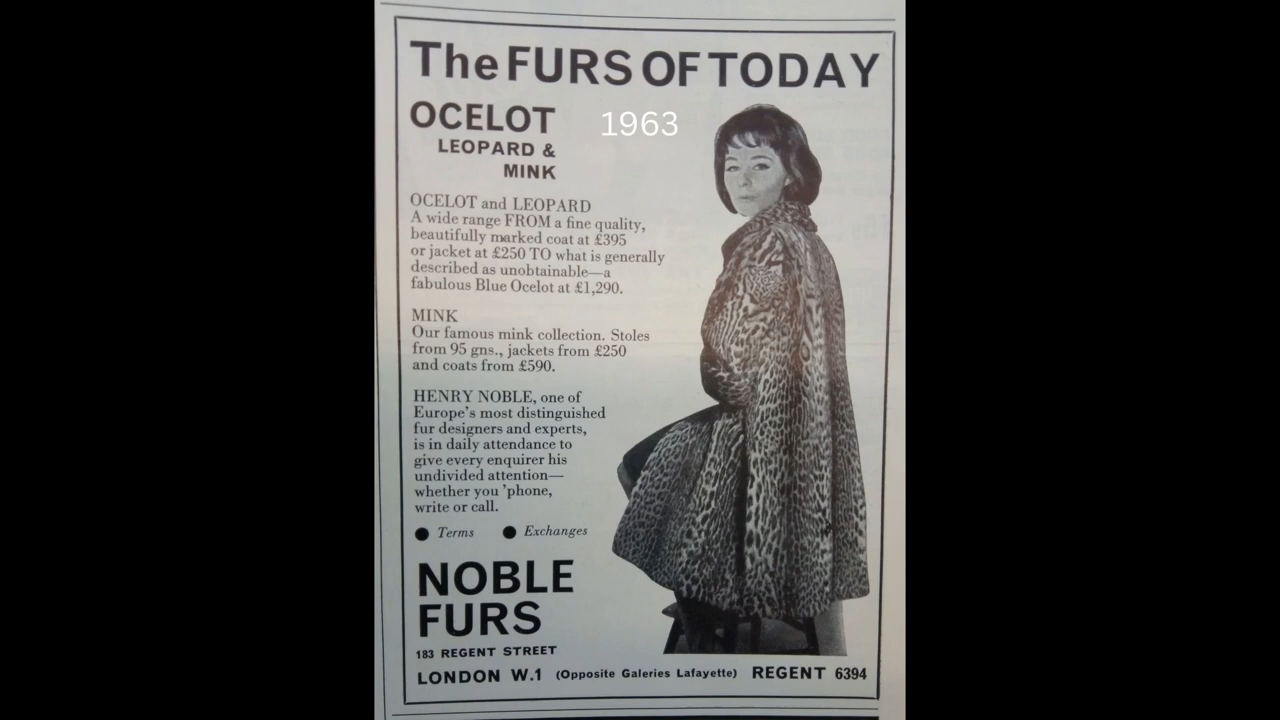 The FURS OF TODAY
OCELOT
1963
LEOPARD &
MINK
OCELOT and LEOPARD
A wide range FROM a fine quality,
beautifully marked coat at £395
or jacket at £250 TO what is generally
described as unobtainable—a
fabulous Blue Ocelot at £1,290.
MINK
Our famous mink collection. Stoles
from 95 gns., jackets from £250
and coats from £590.
HENRY NOBLE, one of
Europe's most distinguished
fur designers and experts,
is in daily attendance to
give every enquirer his
undivided attention—
whether you 'phone,
write or call.
● Terms ● Exchanges
NOBLE
FURS
183 REGENT STREET
LONDON W.1 (Opposite Galeries Lafayette) REGENT 6394